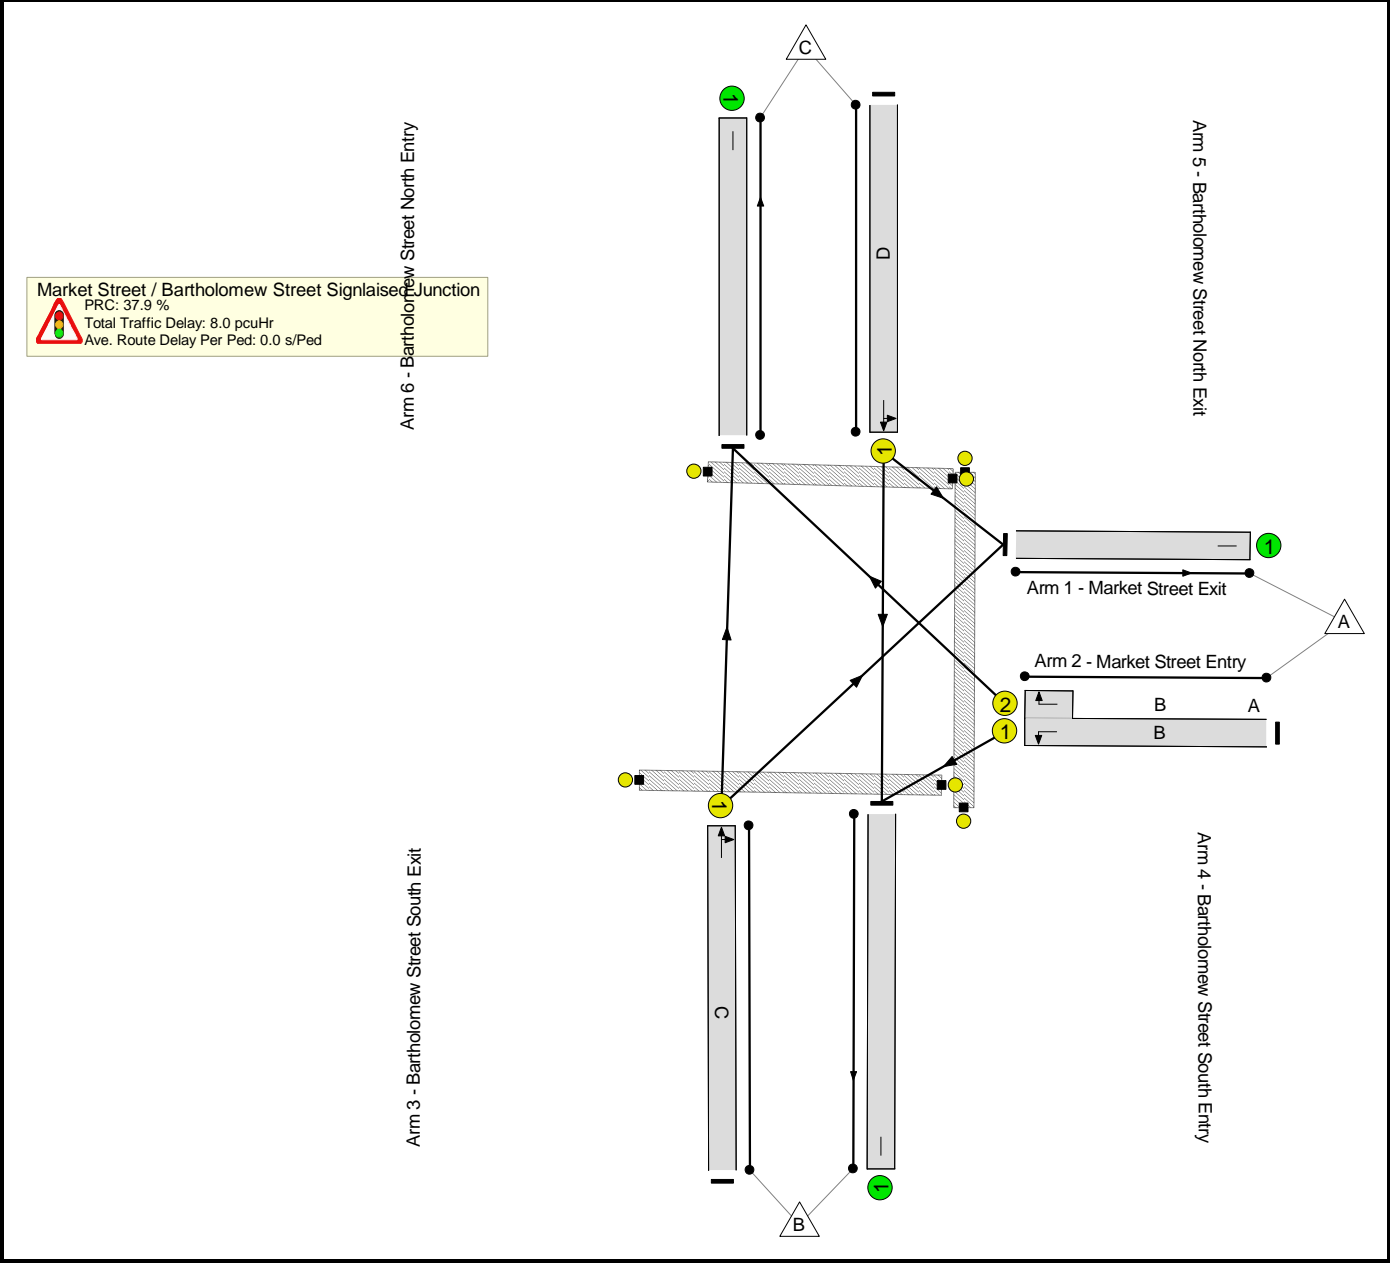 C
1
1
D
Arm 6 - Bartholomew Street North Entry
Arm 5 - Bartholomew Street North Exit
Market Street / Bartholomew Street Signlaised Junction
PRC: 37.9 %
Total Traffic Delay: 8.0 pcuHr
Ave. Route Delay Per Ped: 0.0 s/Ped
1
Arm 1 - Market Street Exit
A
Arm 2 - Market Street Entry
2
B
A
1
B
1
Arm 3 - Bartholomew Street South Exit
Arm 4 - Bartholomew Street South Entry
C
1
B